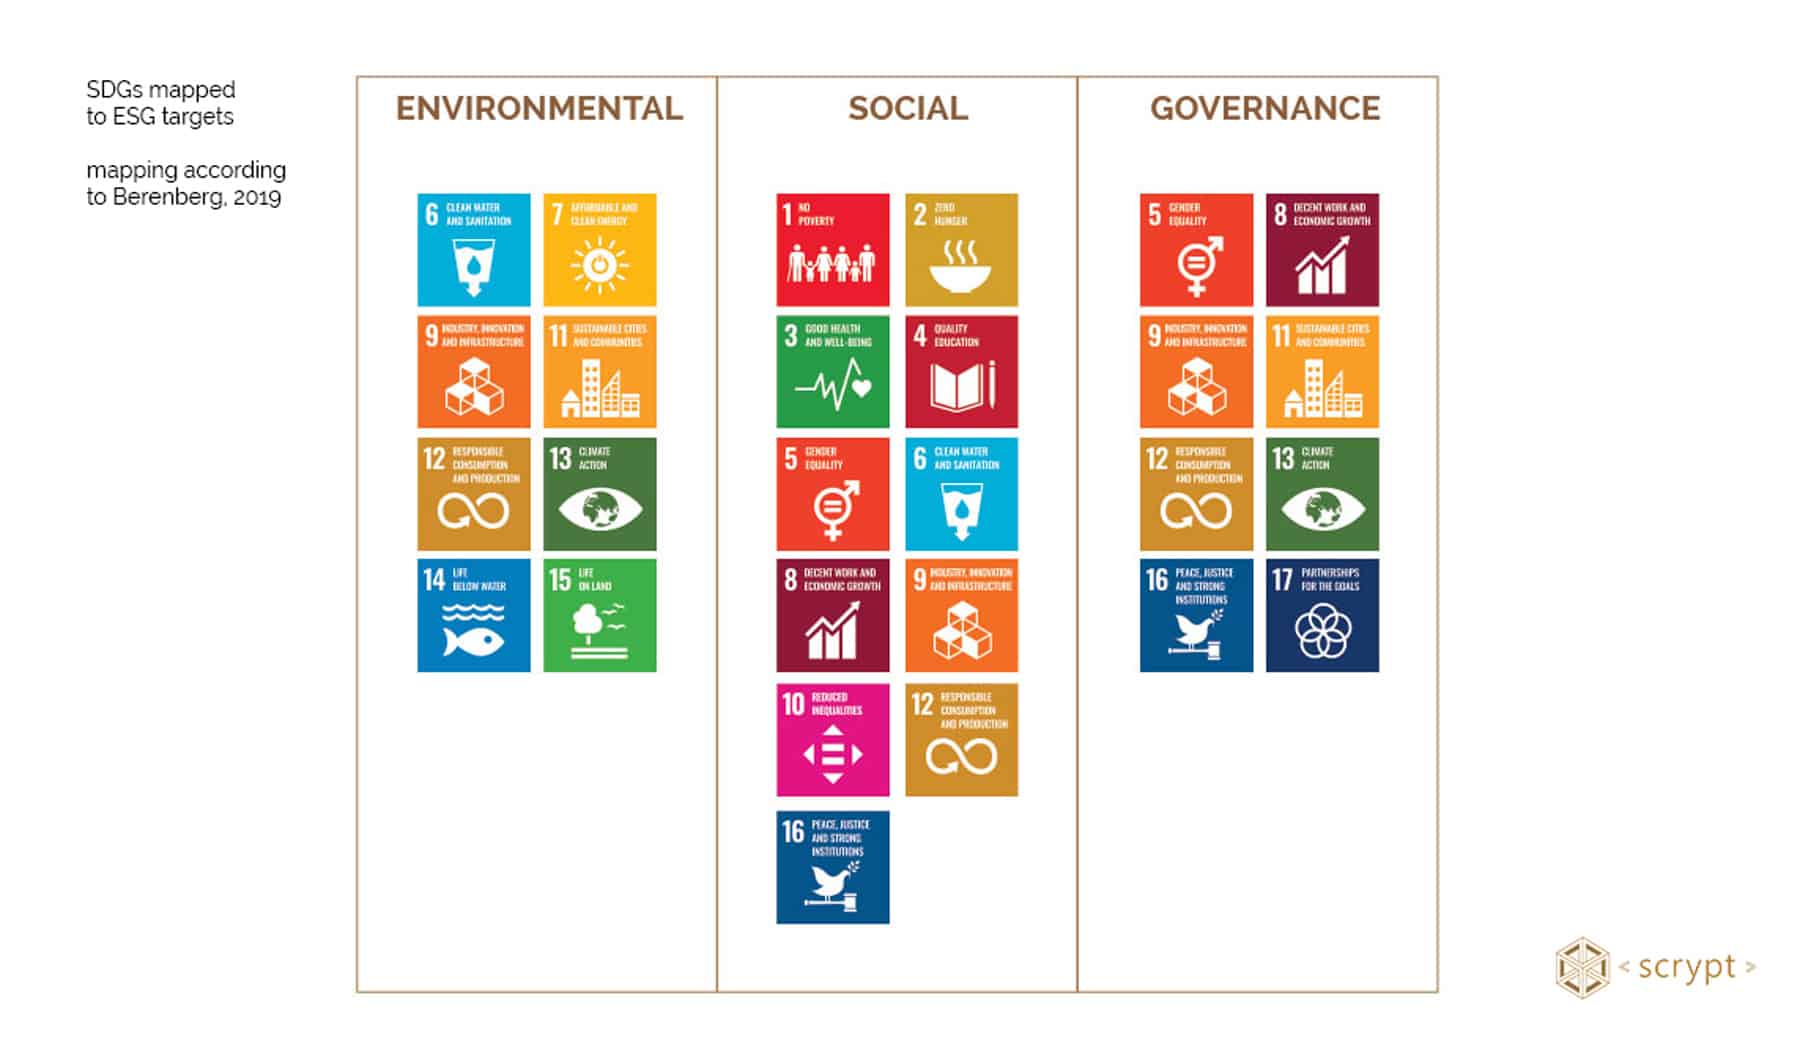 SDGs mapped
to ESG targets
mapping according
to Berenberg, 2019
ENVIRONMENTAL
6 CLEAN WATER
AND SANITATION
7 AFFORDABLE AND
CLEAN ENERGY
9 INDUSTRY, INNOVATION
AND INFRASTRUCTURE
11 SUSTAINABLE CITIES
AND COMMUNITIES
12 RESPONSIBLE
CONSUMPTION
AND PRODUCTION
13 CLIMATE
ACTION
14 LIFE
BELOW WATER
15 LIFE
ON LAND
SOCIAL
1 NO
POVERTY
2 ZERO
HUNGER
3 GOOD HEALTH
AND WELL-BEING
4 QUALITY
EDUCATION
5 GENDER
EQUALITY
6 CLEAN WATER
AND SANITATION
8 DECENT WORK AND
ECONOMIC GROWTH
9 INDUSTRY, INNOVATION
AND INFRASTRUCTURE
10 REDUCED
INEQUALITIES
12 RESPONSIBLE
CONSUMPTION
AND PRODUCTION
16 PEACE, JUSTICE
AND STRONG
INSTITUTIONS
GOVERNANCE
5 GENDER
EQUALITY
8 DECENT WORK AND
ECONOMIC GROWTH
9 INDUSTRY, INNOVATION
AND INFRASTRUCTURE
11 SUSTAINABLE CITIES
AND COMMUNITIES
12 RESPONSIBLE
CONSUMPTION
AND PRODUCTION
13 CLIMATE
ACTION
16 PEACE, JUSTICE
AND STRONG
INSTITUTIONS
17 PARTNERSHIPS
FOR THE GOALS
< scrypt >